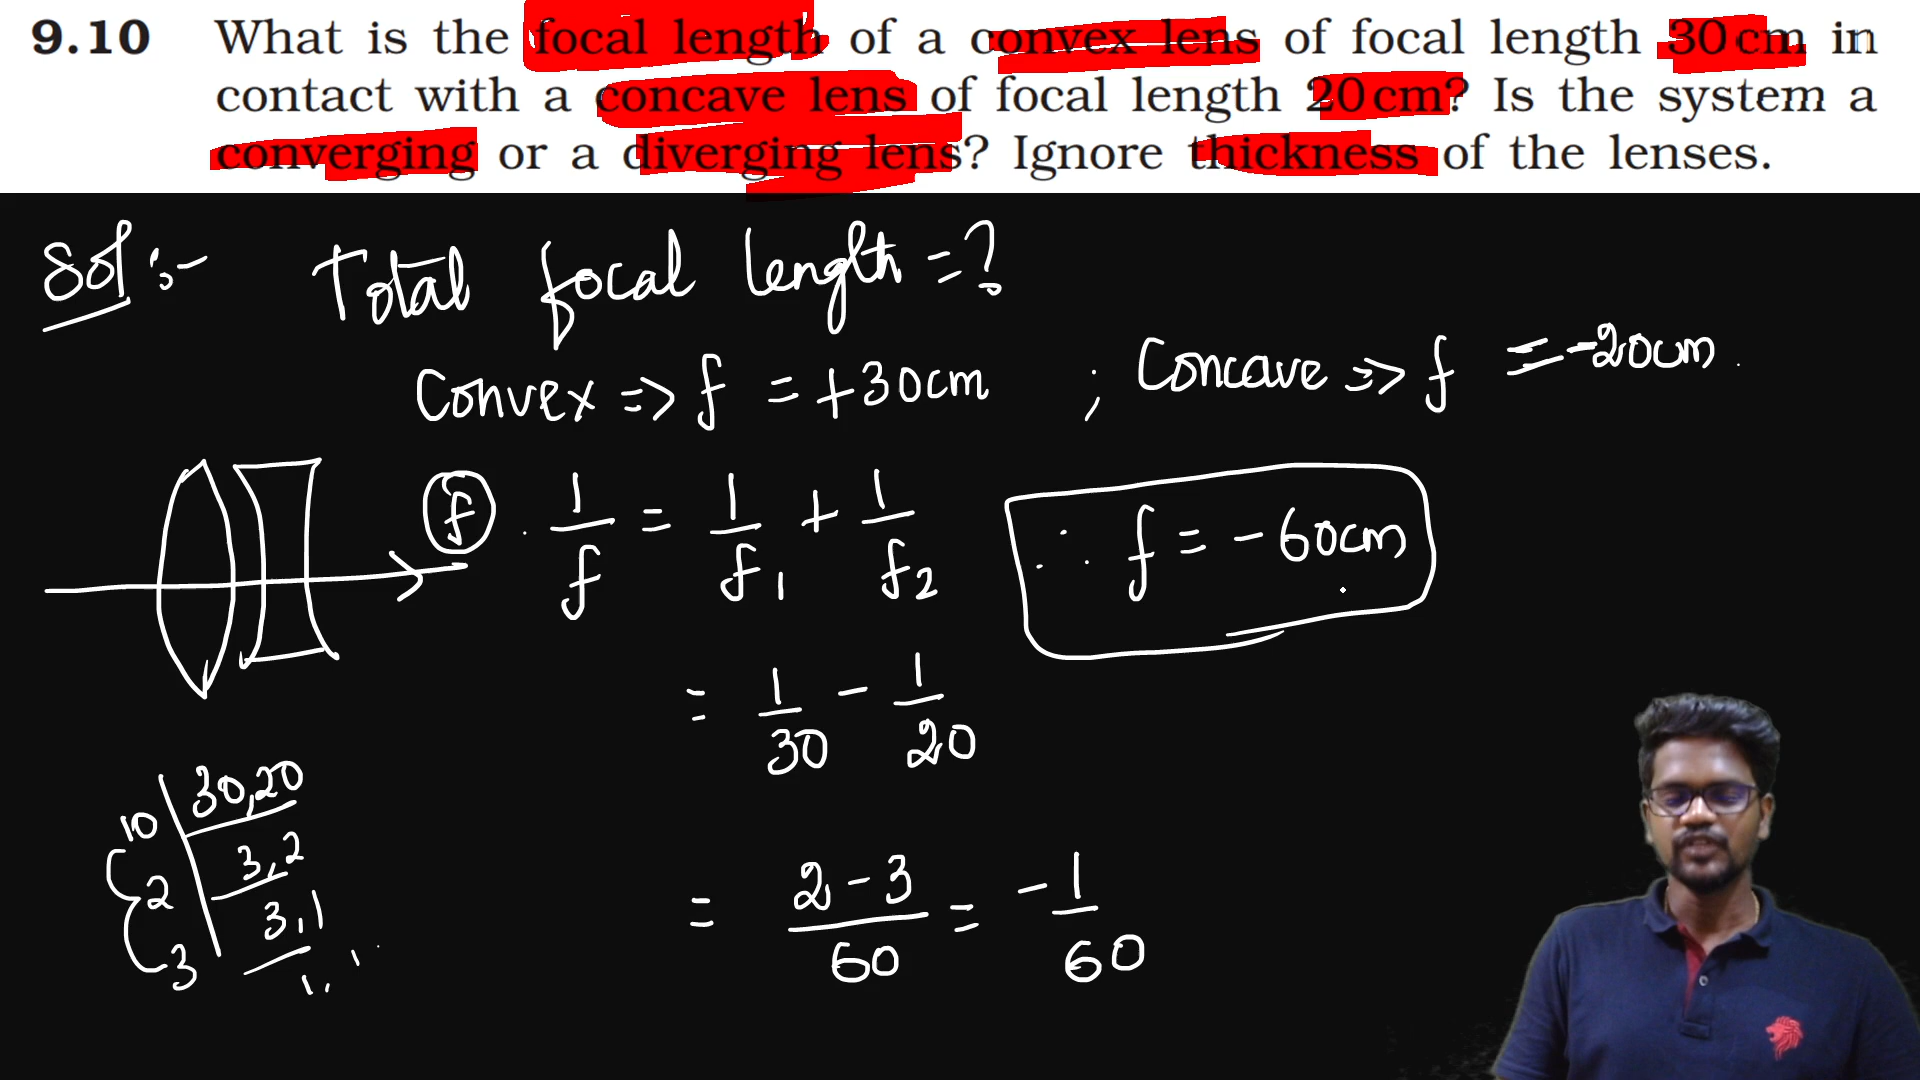 9.10 What is the focal length of a convex lens of focal length 30 cm in
contact with a concave lens of focal length 20 cm? Is the system a
converging or a diverging lens? Ignore thickness of the lenses.
Sol :- Total focal length = ?
Convex => f = +30cm ; Concave => f = -20cm.
f 1/f = 1/f1 + 1/f2
∴ f = -60cm
= 1/30 - 1/20
= 2-3/60 = -1/60
10 | 30,20
2 | 3,2
3 | 3,1
1,1